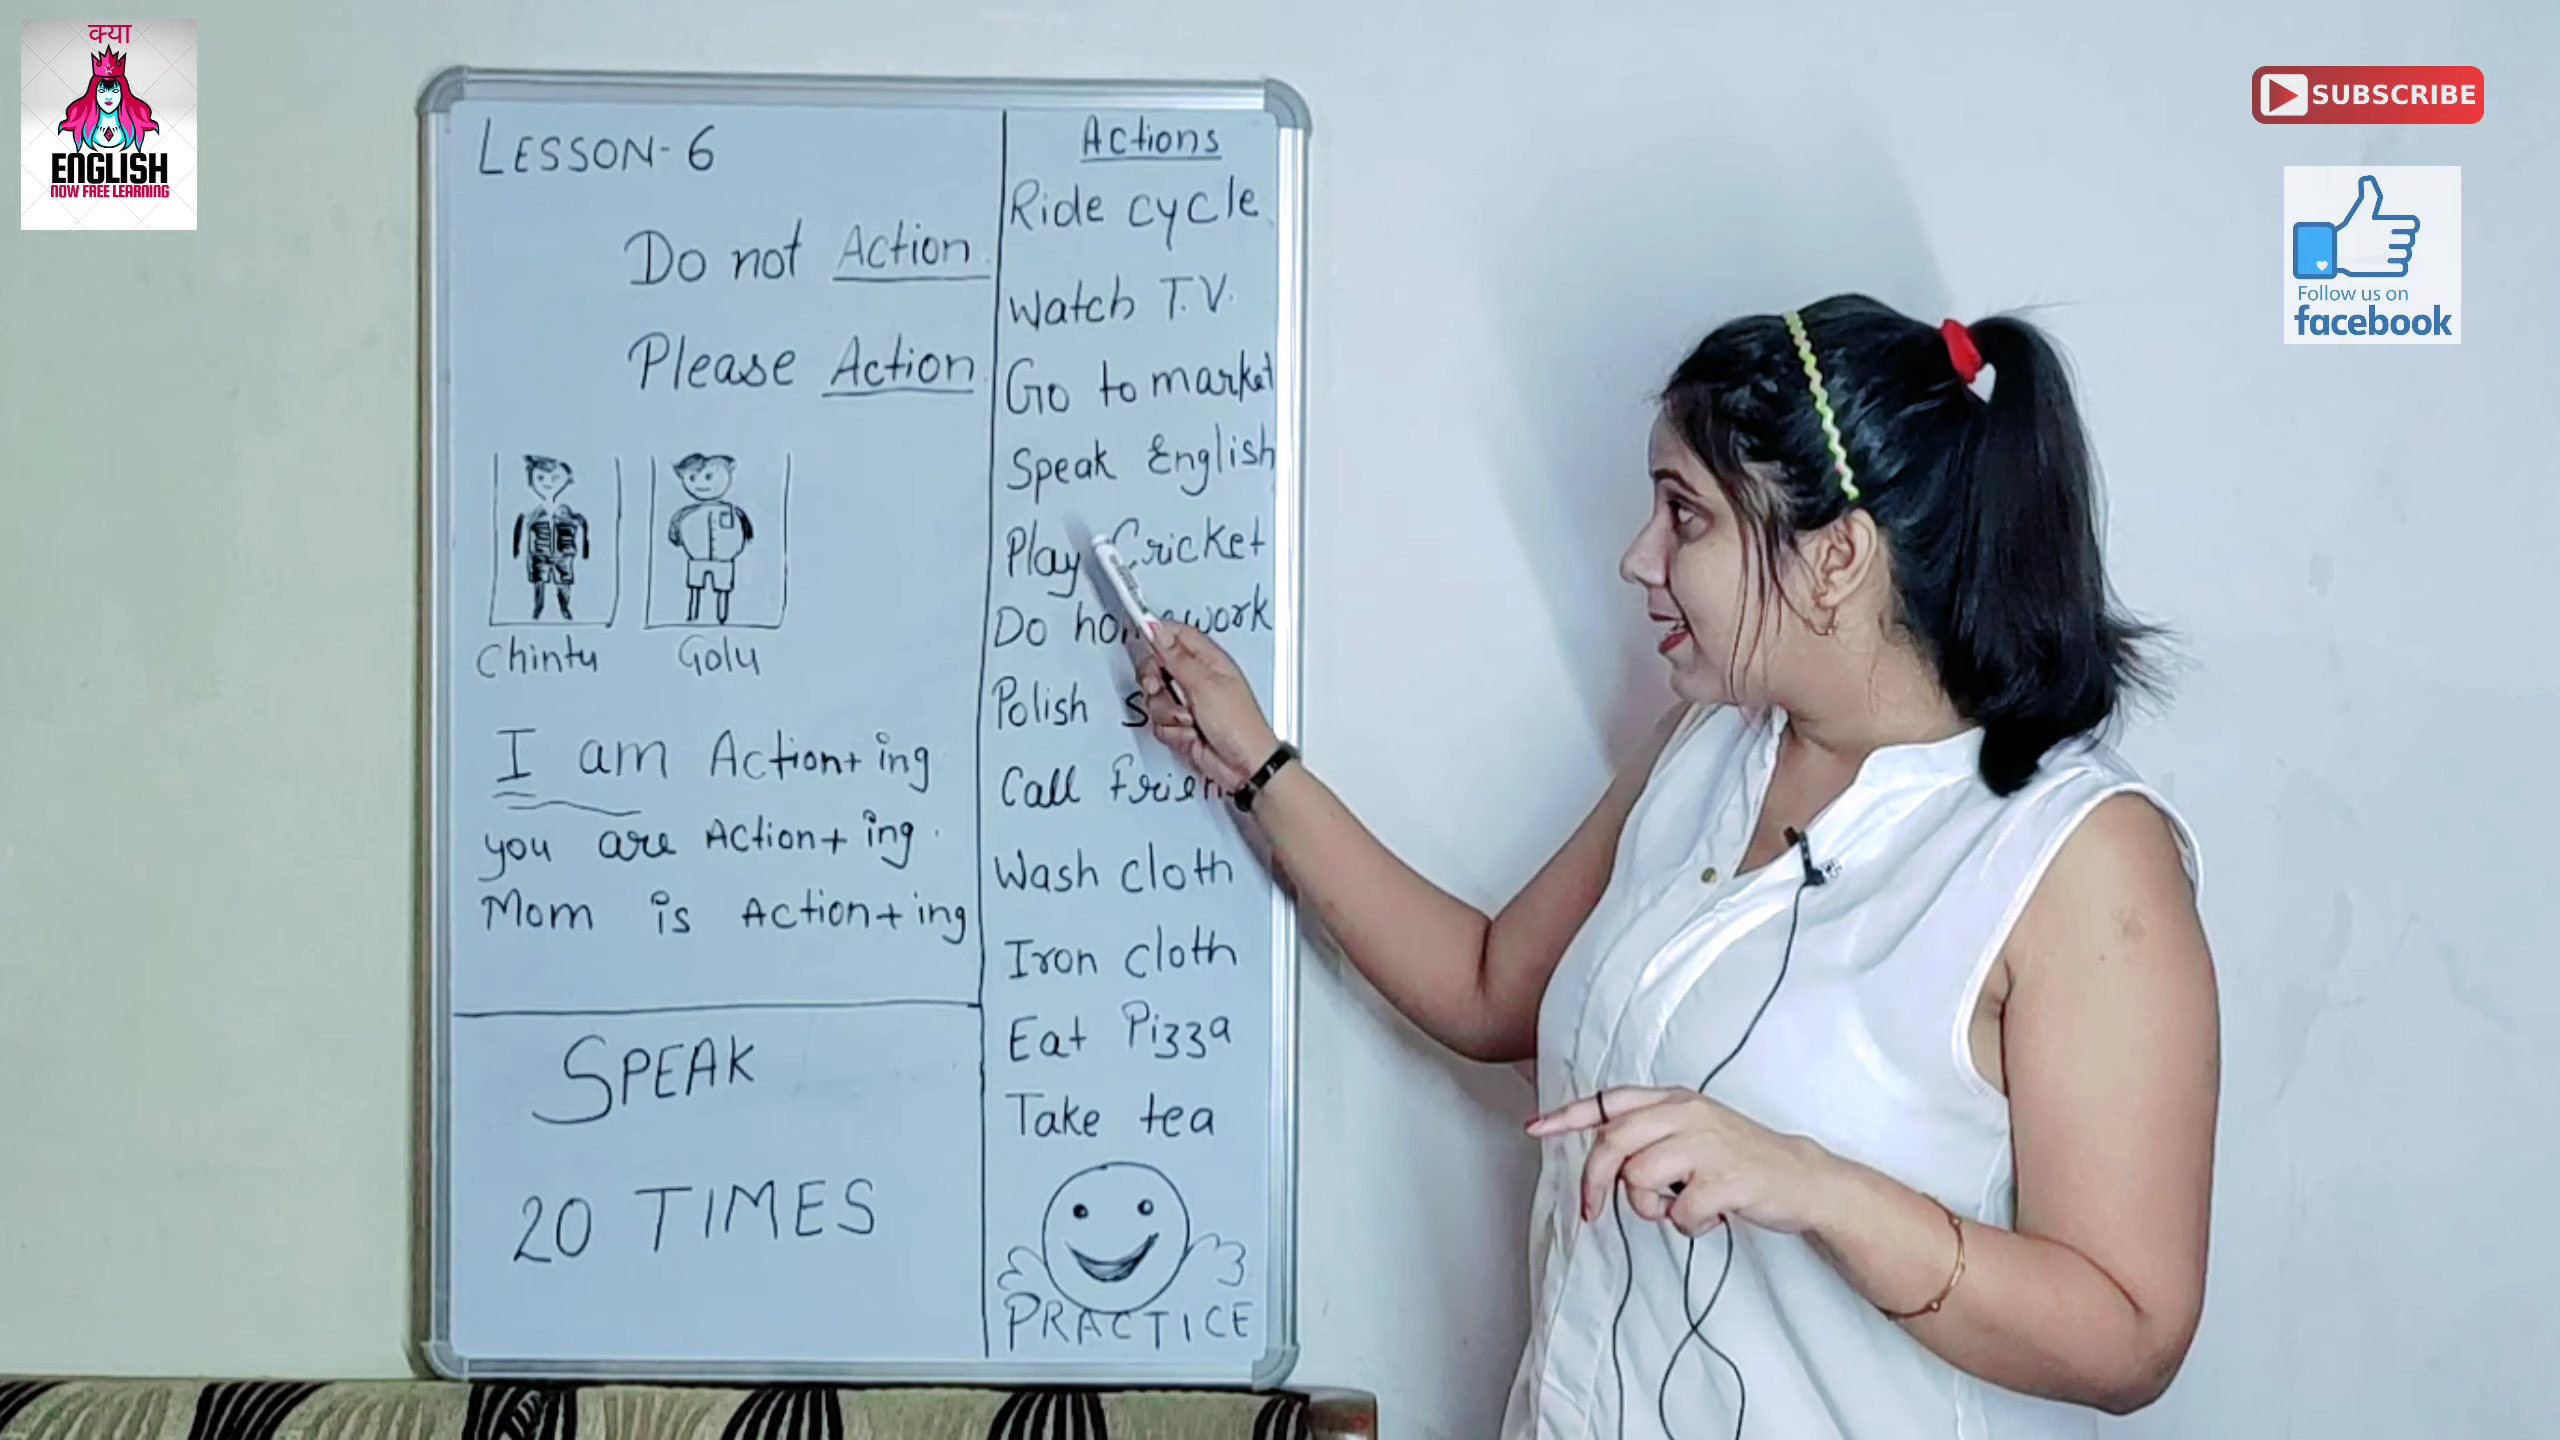 क्या
ENGLISH
NOW FREE LEARNING
LESSON-6
Do not Action
Please Action
Chintu
Golu
I am Action+ing
you are Action+ing.
Mom is Action+ing
SPEAK
20 TIMES
Actions
Ride cycle
Watch T.V.
Go to market
Speak English
Play Cricket
Do work
Polish
Call
Wash cloth
Iron cloth
Eat Pizza
Take tea
PRACTICE
SUBSCRIBE
Follow us on
facebook